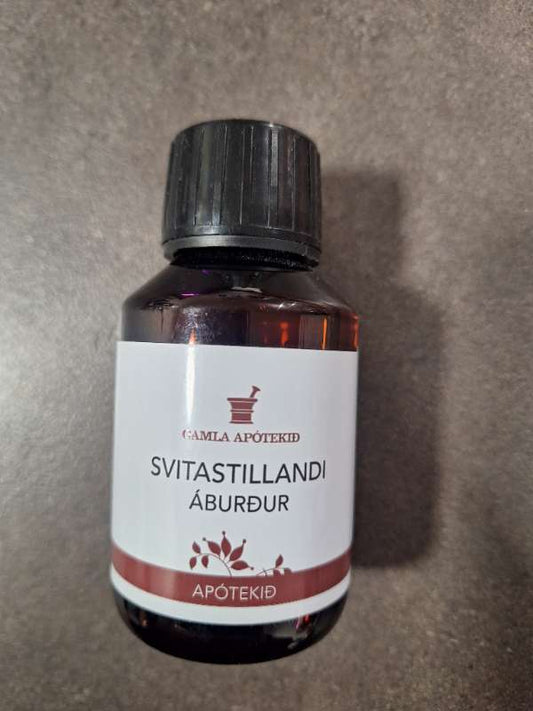 GAMLA APÓTEKIÐ
SVITASTILLANDI
ÁBURÐUR
APÓTEKIÐ